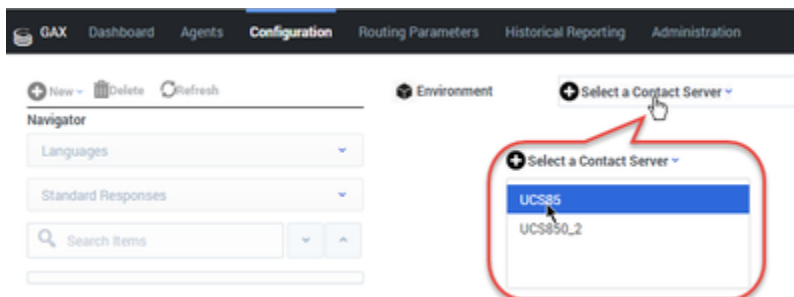 GAX Dashboard Agents Configuration Routing Parameters Historical Reporting Administration
New Delete Refresh
Environment
Select a Contact Server
Navigator
Languages
Standard Responses
Search Items
Select a Contact Server
UCS85
UCS850_2